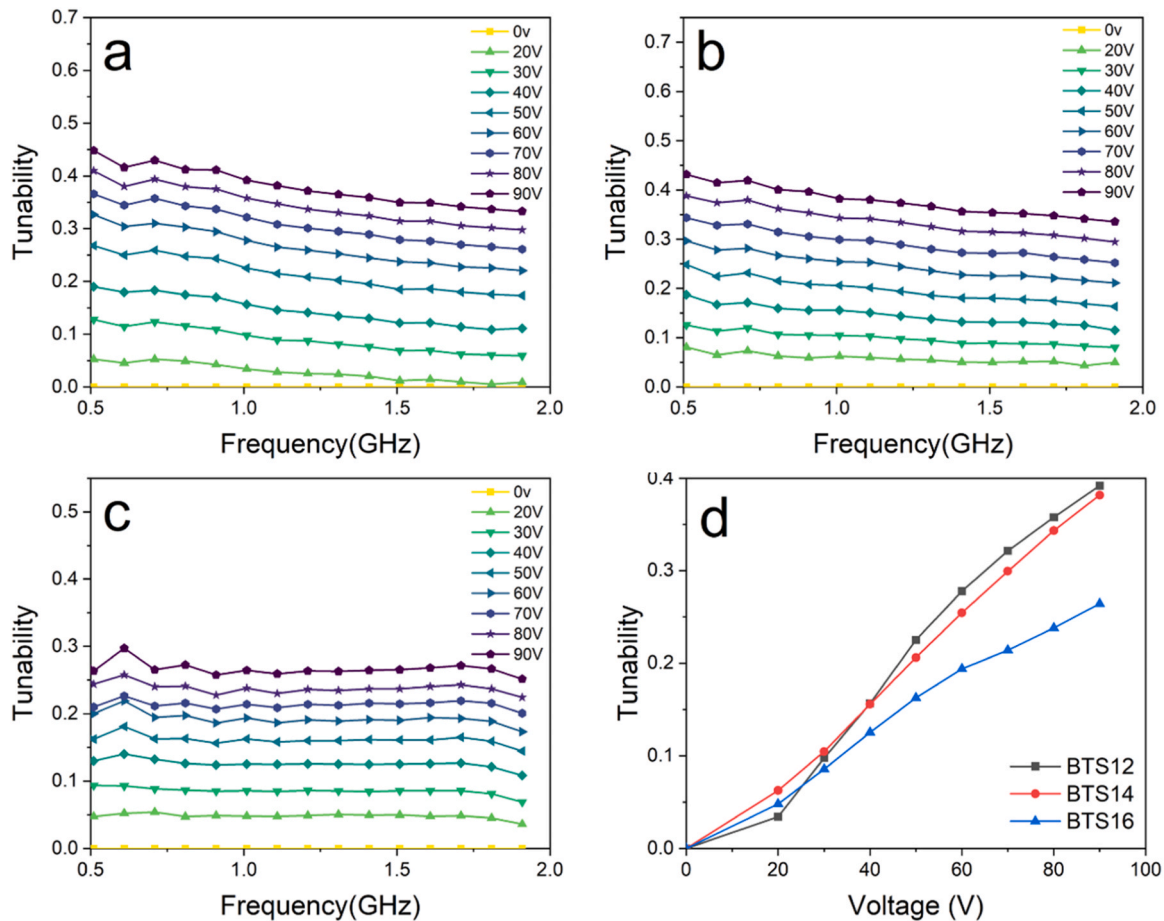 a
0.7
0.6
0.5
0.4
0.3
0.2
0.1
0.0
Tunability
0.5
1.0
1.5
2.0
Frequency(GHz)
0v
20V
30V
40V
50V
60V
70V
80V
90V
b
0.7
0.6
0.5
0.4
0.3
0.2
0.1
0.0
Tunability
0.5
1.0
1.5
2.0
Frequency(GHz)
0v
20V
30V
40V
50V
60V
70V
80V
90V
c
0.5
0.4
0.3
0.2
0.1
0.0
Tunability
0.5
1.0
1.5
2.0
Frequency(GHz)
0v
20V
30V
40V
50V
60V
70V
80V
90V
d
0.4
0.3
0.2
0.1
0.0
Tunability
0
20
40
60
80
100
Voltage (V)
BTS12
BTS14
BTS16